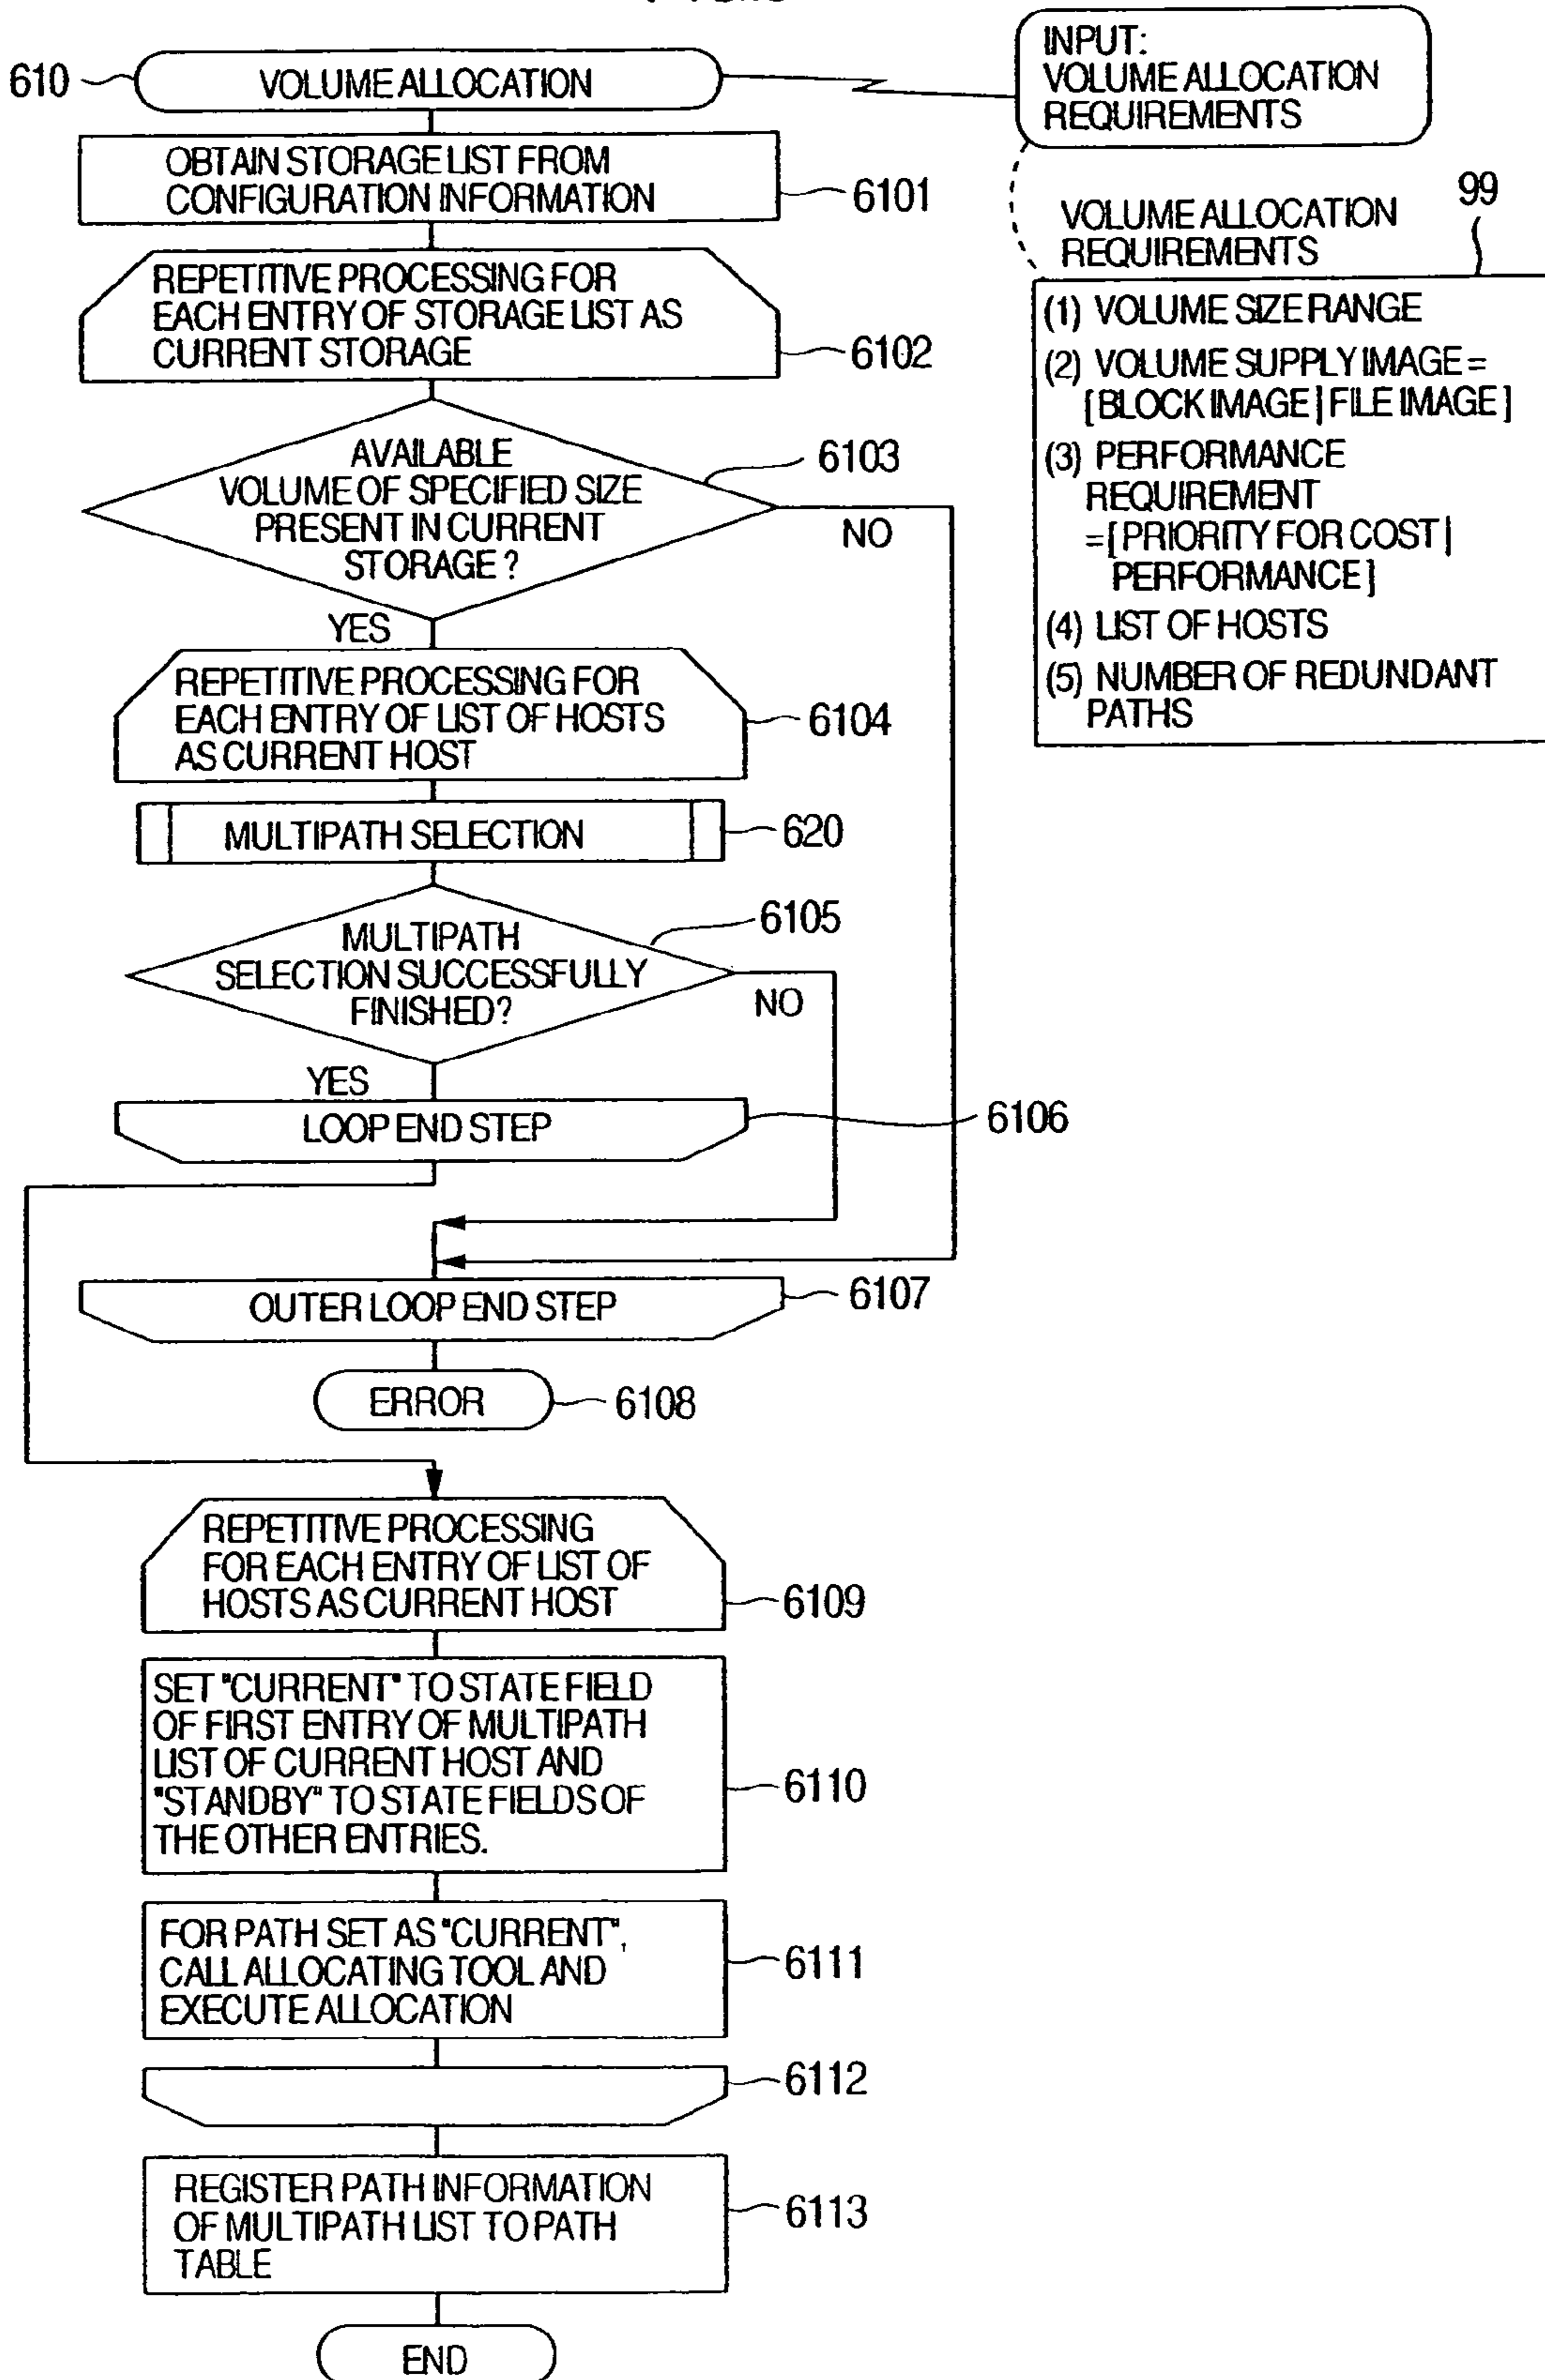 610
VOLUME ALLOCATION
INPUT:
VOLUME ALLOCATION
REQUIREMENTS
OBTAIN STORAGE LIST FROM
CONFIGURATION INFORMATION
6101
VOLUME ALLOCATION
REQUIREMENTS
99
(1) VOLUME SIZE RANGE
(2) VOLUME SUPPLY IMAGE=
[BLOCK IMAGE|FILE IMAGE]
(3) PERFORMANCE
REQUIREMENT
=[PRIORITY FOR COST|
PERFORMANCE]
(4) LIST OF HOSTS
(5) NUMBER OF REDUNDANT
PATHS
REPETITIVE PROCESSING FOR
EACH ENTRY OF STORAGE LIST AS
CURRENT STORAGE
6102
AVAILABLE
VOLUME OF SPECIFIED SIZE
PRESENT IN CURRENT
STORAGE?
6103
NO
YES
REPETITIVE PROCESSING FOR
EACH ENTRY OF LIST OF HOSTS
AS CURRENT HOST
6104
MULTIPATH SELECTION
620
MULTIPATH
SELECTION SUCCESSFULLY
FINISHED?
6105
NO
YES
LOOP END STEP
6106
OUTER LOOP END STEP
6107
ERROR
6108
REPETITIVE PROCESSING
FOR EACH ENTRY OF LIST OF
HOSTS AS CURRENT HOST
6109
SET "CURRENT" TO STATE FIELD
OF FIRST ENTRY OF MULTIPATH
LIST OF CURRENT HOST AND
"STANDBY" TO STATE FIELDS OF
THE OTHER ENTRIES.
6110
FOR PATH SET AS "CURRENT",
CALL ALLOCATING TOOL AND
EXECUTE ALLOCATION
6111
6112
REGISTER PATH INFORMATION
OF MULTIPATH LIST TO PATH
TABLE
6113
END